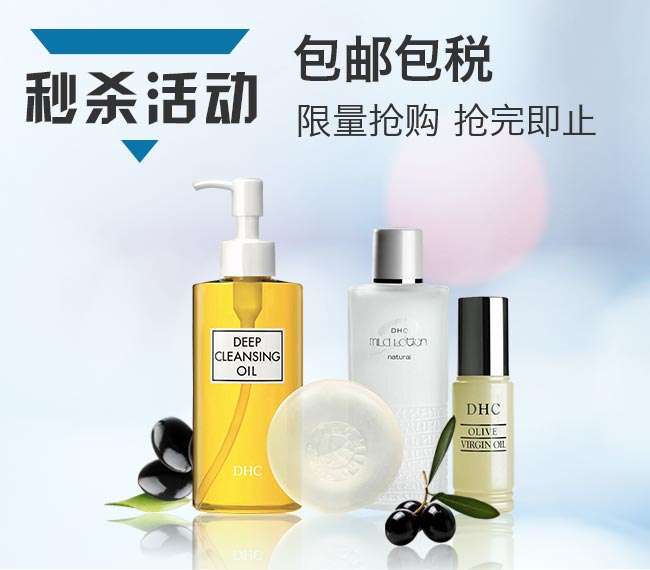 秒杀活动
包邮包税
限量抢购 抢完即止
DEEP
CLEANSING
OIL
DHC
DHC
mild Lotion
natural
DHC
OLIVE
VIRGIN OIL